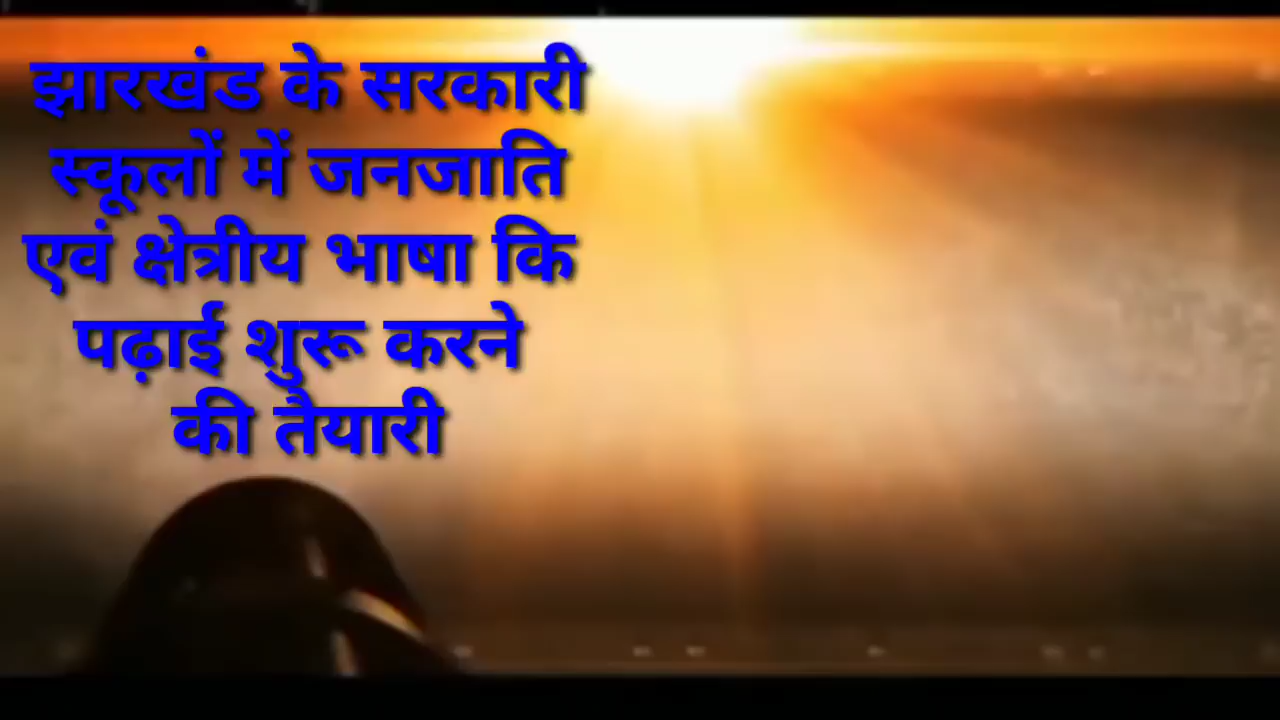 झारखंड के सरकारी
स्कूलों में जनजाति
एवं क्षेत्रीय भाषा कि
पढ़ाई शुरू करने
की तैयारी